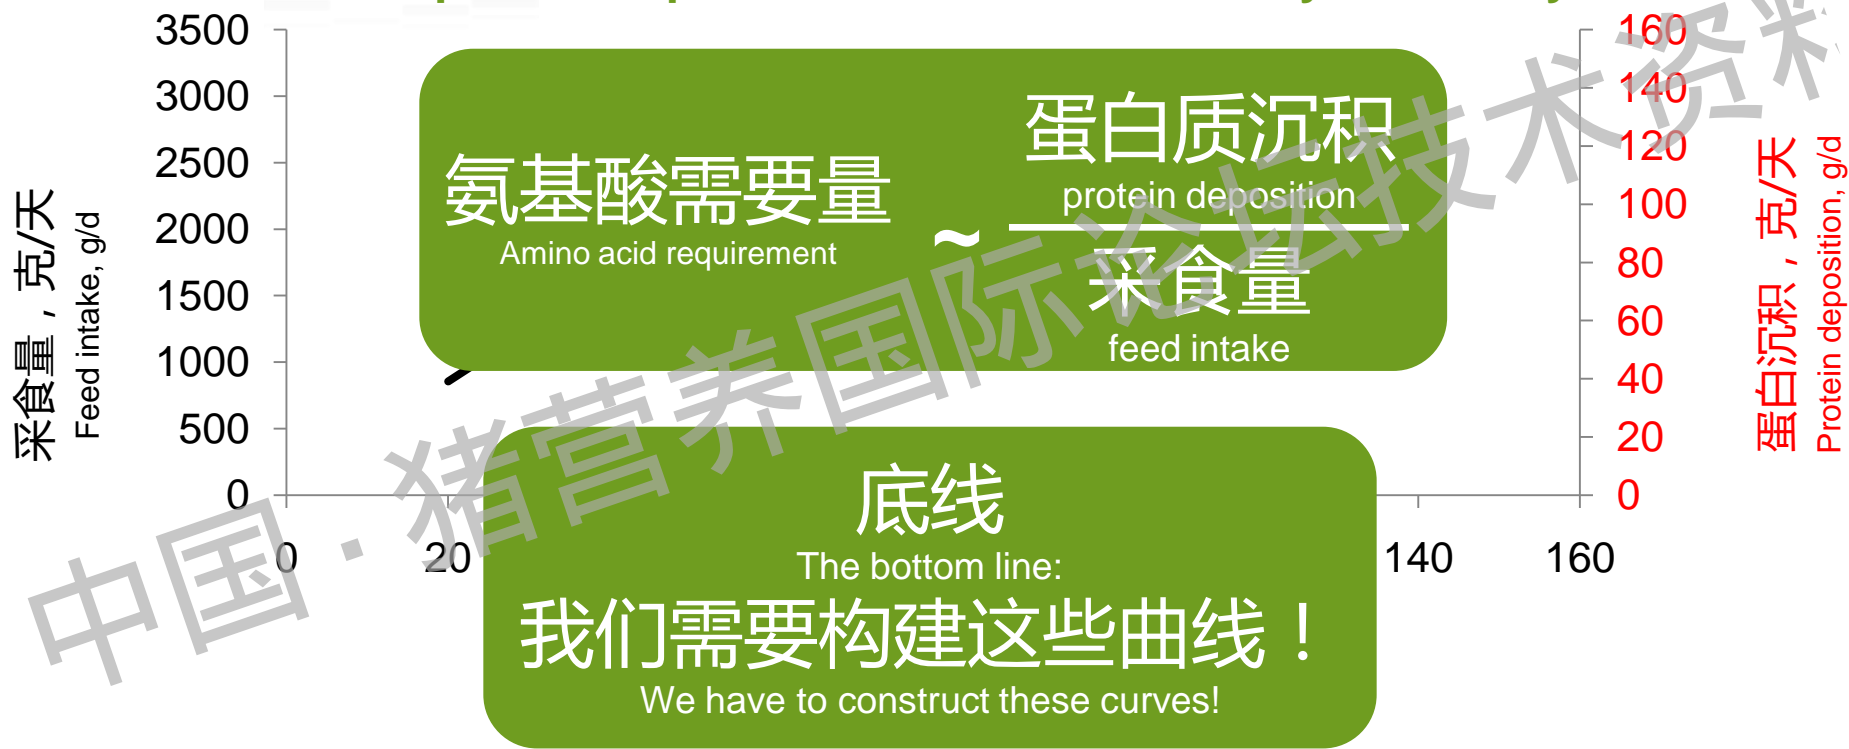 3500
3000
2500
2000
1500
1000
500
0
采食量，克/天
Feed intake, g/d
氨基酸需要量
Amino acid requirement
~
蛋白质沉积
protein deposition
采食量
feed intake
160
140
120
100
80
60
40
20
0
蛋白沉积，克/天
Protein deposition, g/d
0
20
140
160
底线
The bottom line:
我们需要构建这些曲线！
We have to construct these curves!
中国·猪营养国际论坛技术资料